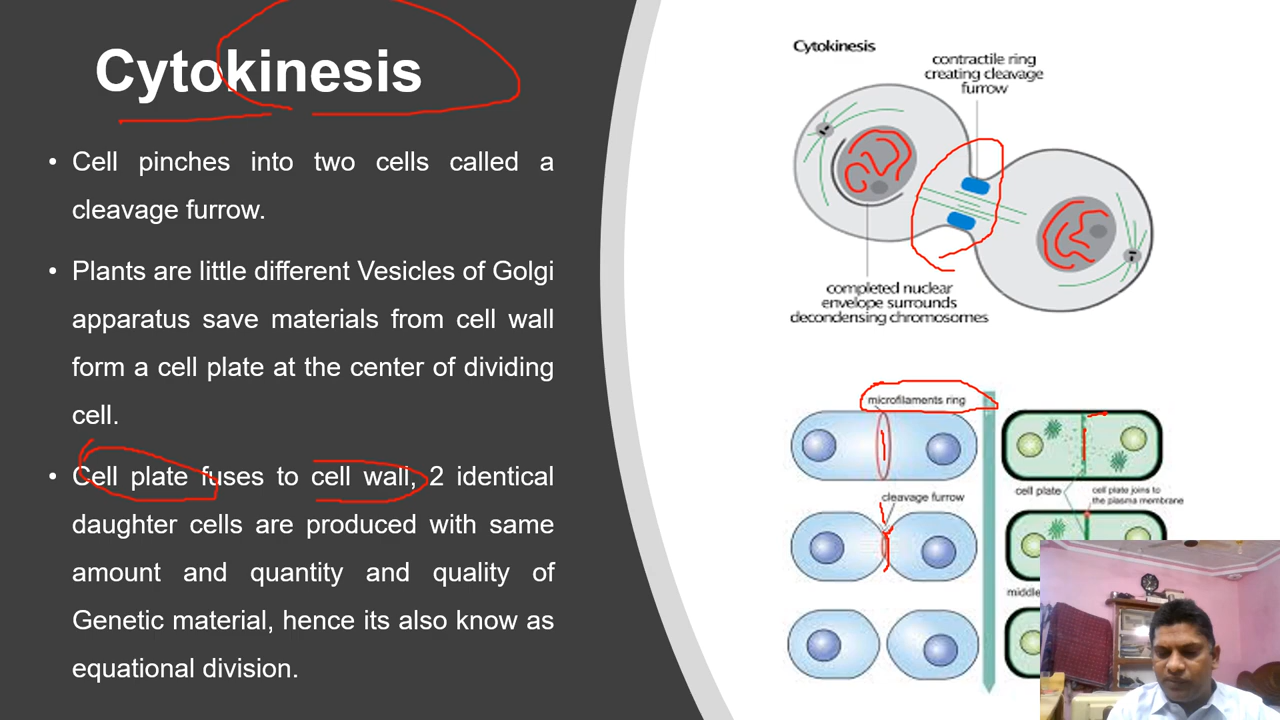 Cytokinesis
• Cell pinches into two cells called a
cleavage furrow.
• Plants are little different Vesicles of Golgi
apparatus save materials from cell wall
form a cell plate at the center of dividing
cell.
• Cell plate fuses to cell wall, 2 identical
daughter cells are produced with same
amount and quantity and quality of
Genetic material, hence its also know as
equational division.
Cytokinesis
contractile ring
creating cleavage
furrow
completed nuclear
envelope surrounds
decondensing chromosomes
microfilaments ring
cell plate
cell plate joins to
the plasma membrane
cleavage furrow
middle